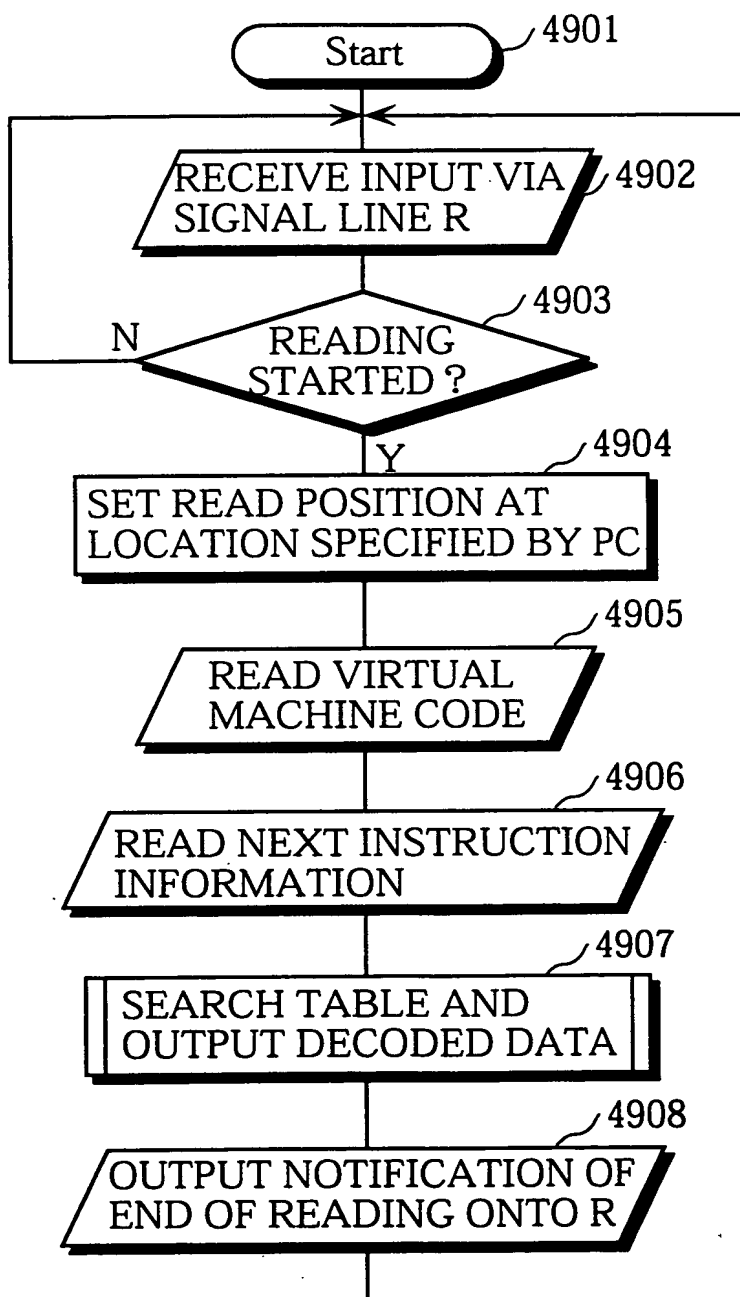 Start
4901
RECEIVE INPUT VIA
SIGNAL LINE R
4902
4903
N
READING
STARTED?
Y
4904
SET READ POSITION AT
LOCATION SPECIFIED BY PC
4905
READ VIRTUAL
MACHINE CODE
4906
READ NEXT INSTRUCTION
INFORMATION
4907
SEARCH TABLE AND
OUTPUT DECODED DATA
4908
OUTPUT NOTIFICATION OF
END OF READING ONTO R